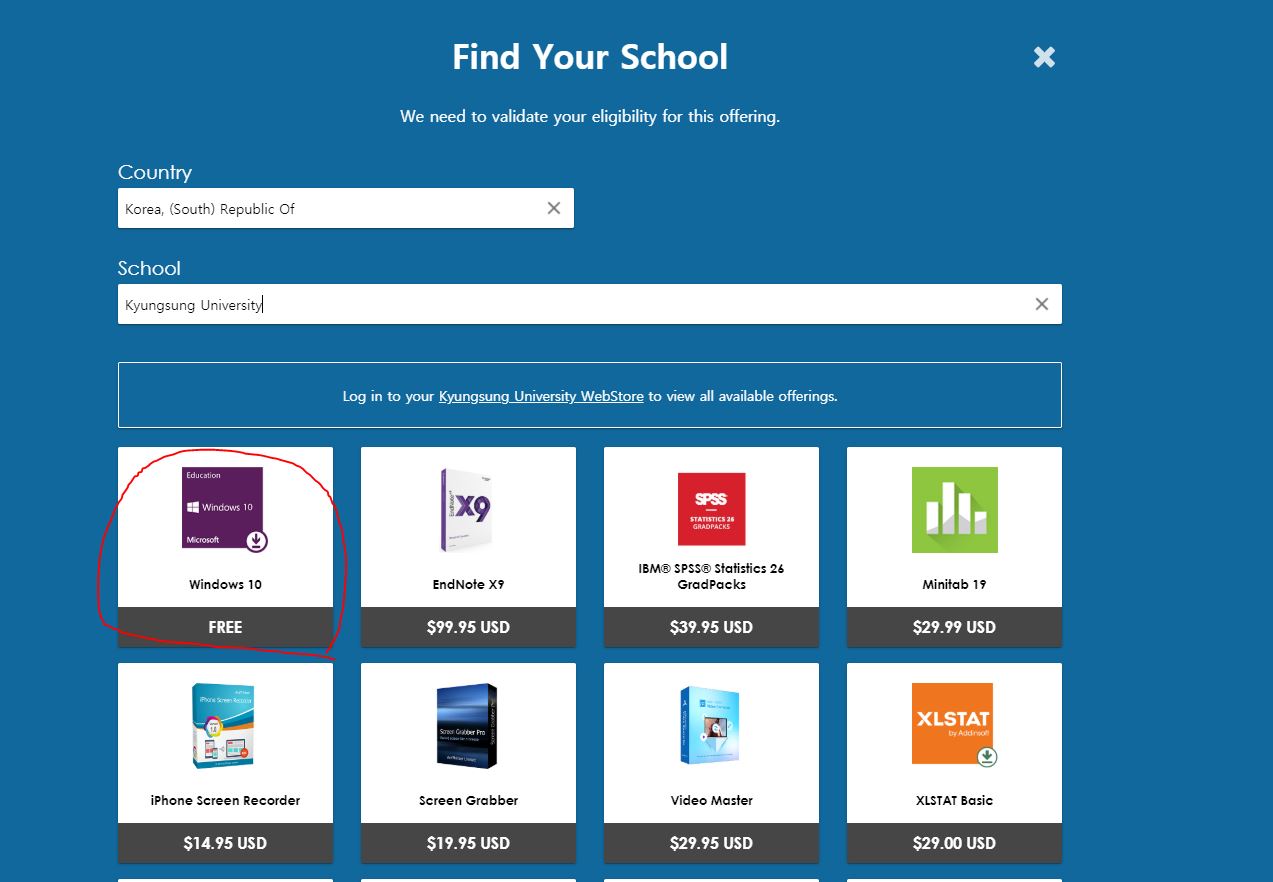 Find Your School
We need to validate your eligibility for this offering.
Country
Korea, (South) Republic Of
School
Kyungsung University
Log in to your Kyungsung University WebStore to view all available offerings.
Education
Windows 10
Microsoft
Windows 10
FREE
EndNote
X9
EndNote X9
$99.95 USD
SPSS
STATISTICS 26
GRADPACKS
IBM® SPSS® Statistics 26
GradPacks
$39.95 USD
Minitab 19
$29.99 USD
iPhone Screen Recorder
1.0
iPhone Screen Recorder
$14.95 USD
Screen Grabber Pro
Screen Grabber
$19.95 USD
Video Master
$29.95 USD
XLSTAT
by Addinsoft
XLSTAT Basic
$29.00 USD